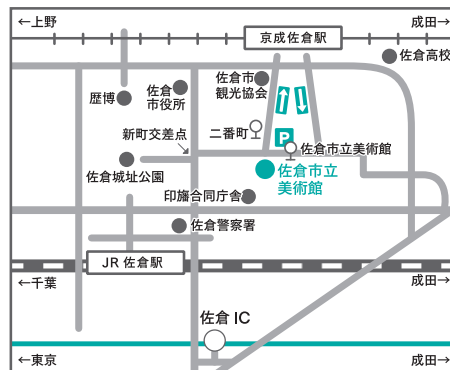 ←上野
成田→
京成佐倉駅
佐倉高校
佐倉市
観光協会
歴博
佐倉
市役所
P
新町交差点
二番町
佐倉市立美術館
佐倉城址公園
佐倉市立
美術館
印旛合同庁舎
佐倉警察署
JR 佐倉駅
←千葉
成田→
佐倉 IC
←東京
成田→